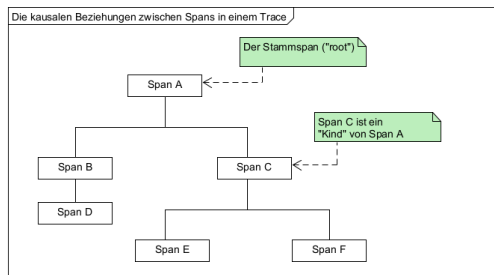 Die kausalen Beziehungen zwischen Spans in einem Trace
Der Stammspan ("root")
Span A
Span C ist ein
"Kind" von Span A
Span B
Span C
Span D
Span E
Span F